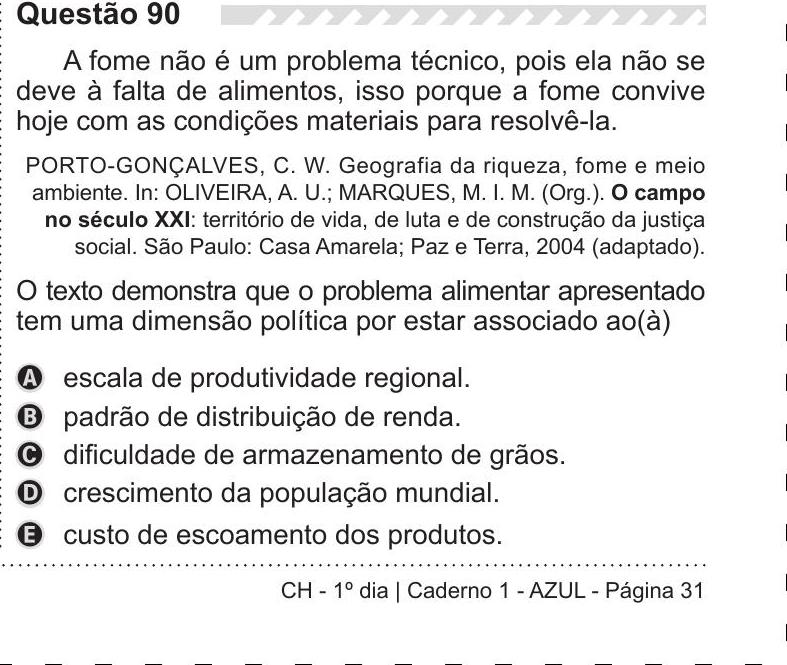 Questão 90
A fome não é um problema técnico, pois ela não se
deve à falta de alimentos, isso porque a fome convive
hoje com as condições materiais para resolvê-la.
PORTO-GONÇALVES, C. W. Geografia da riqueza, fome e meio
ambiente. In: OLIVEIRA, A. U.; MARQUES, M. I. M. (Org.). O campo
no século XXI: território de vida, de luta e de construção da justiça
social. São Paulo: Casa Amarela; Paz e Terra, 2004 (adaptado).
O texto demonstra que o problema alimentar apresentado
tem uma dimensão política por estar associado ao(à)
A escala de produtividade regional.
B padrão de distribuição de renda.
C dificuldade de armazenamento de grãos.
D crescimento da população mundial.
E custo de escoamento dos produtos.
CH - 1º dia | Caderno 1 - AZUL - Página 31